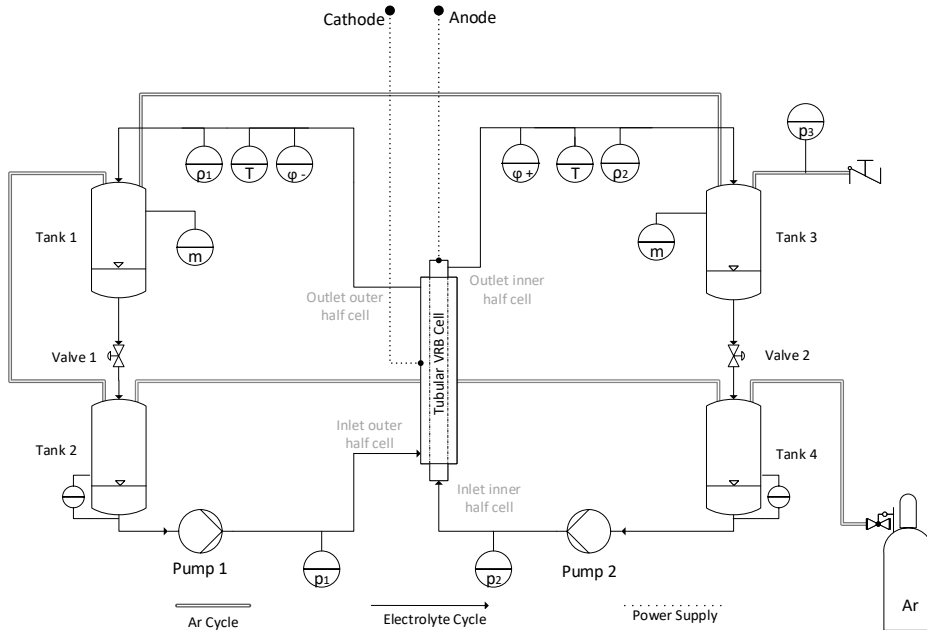 Cathode
Anode
ρ1
T
φ -
φ +
T
ρ2
p3
Tank 1
m
m
Tank 3
Outlet outer
half cell
Outlet inner
half cell
Tubular VRB Cell
Valve 1
Valve 2
Inlet outer
half cell
Tank 2
Tank 4
Inlet inner
half cell
Pump 1
p1
p2
Pump 2
Ar
Ar Cycle
Electrolyte Cycle
Power Supply